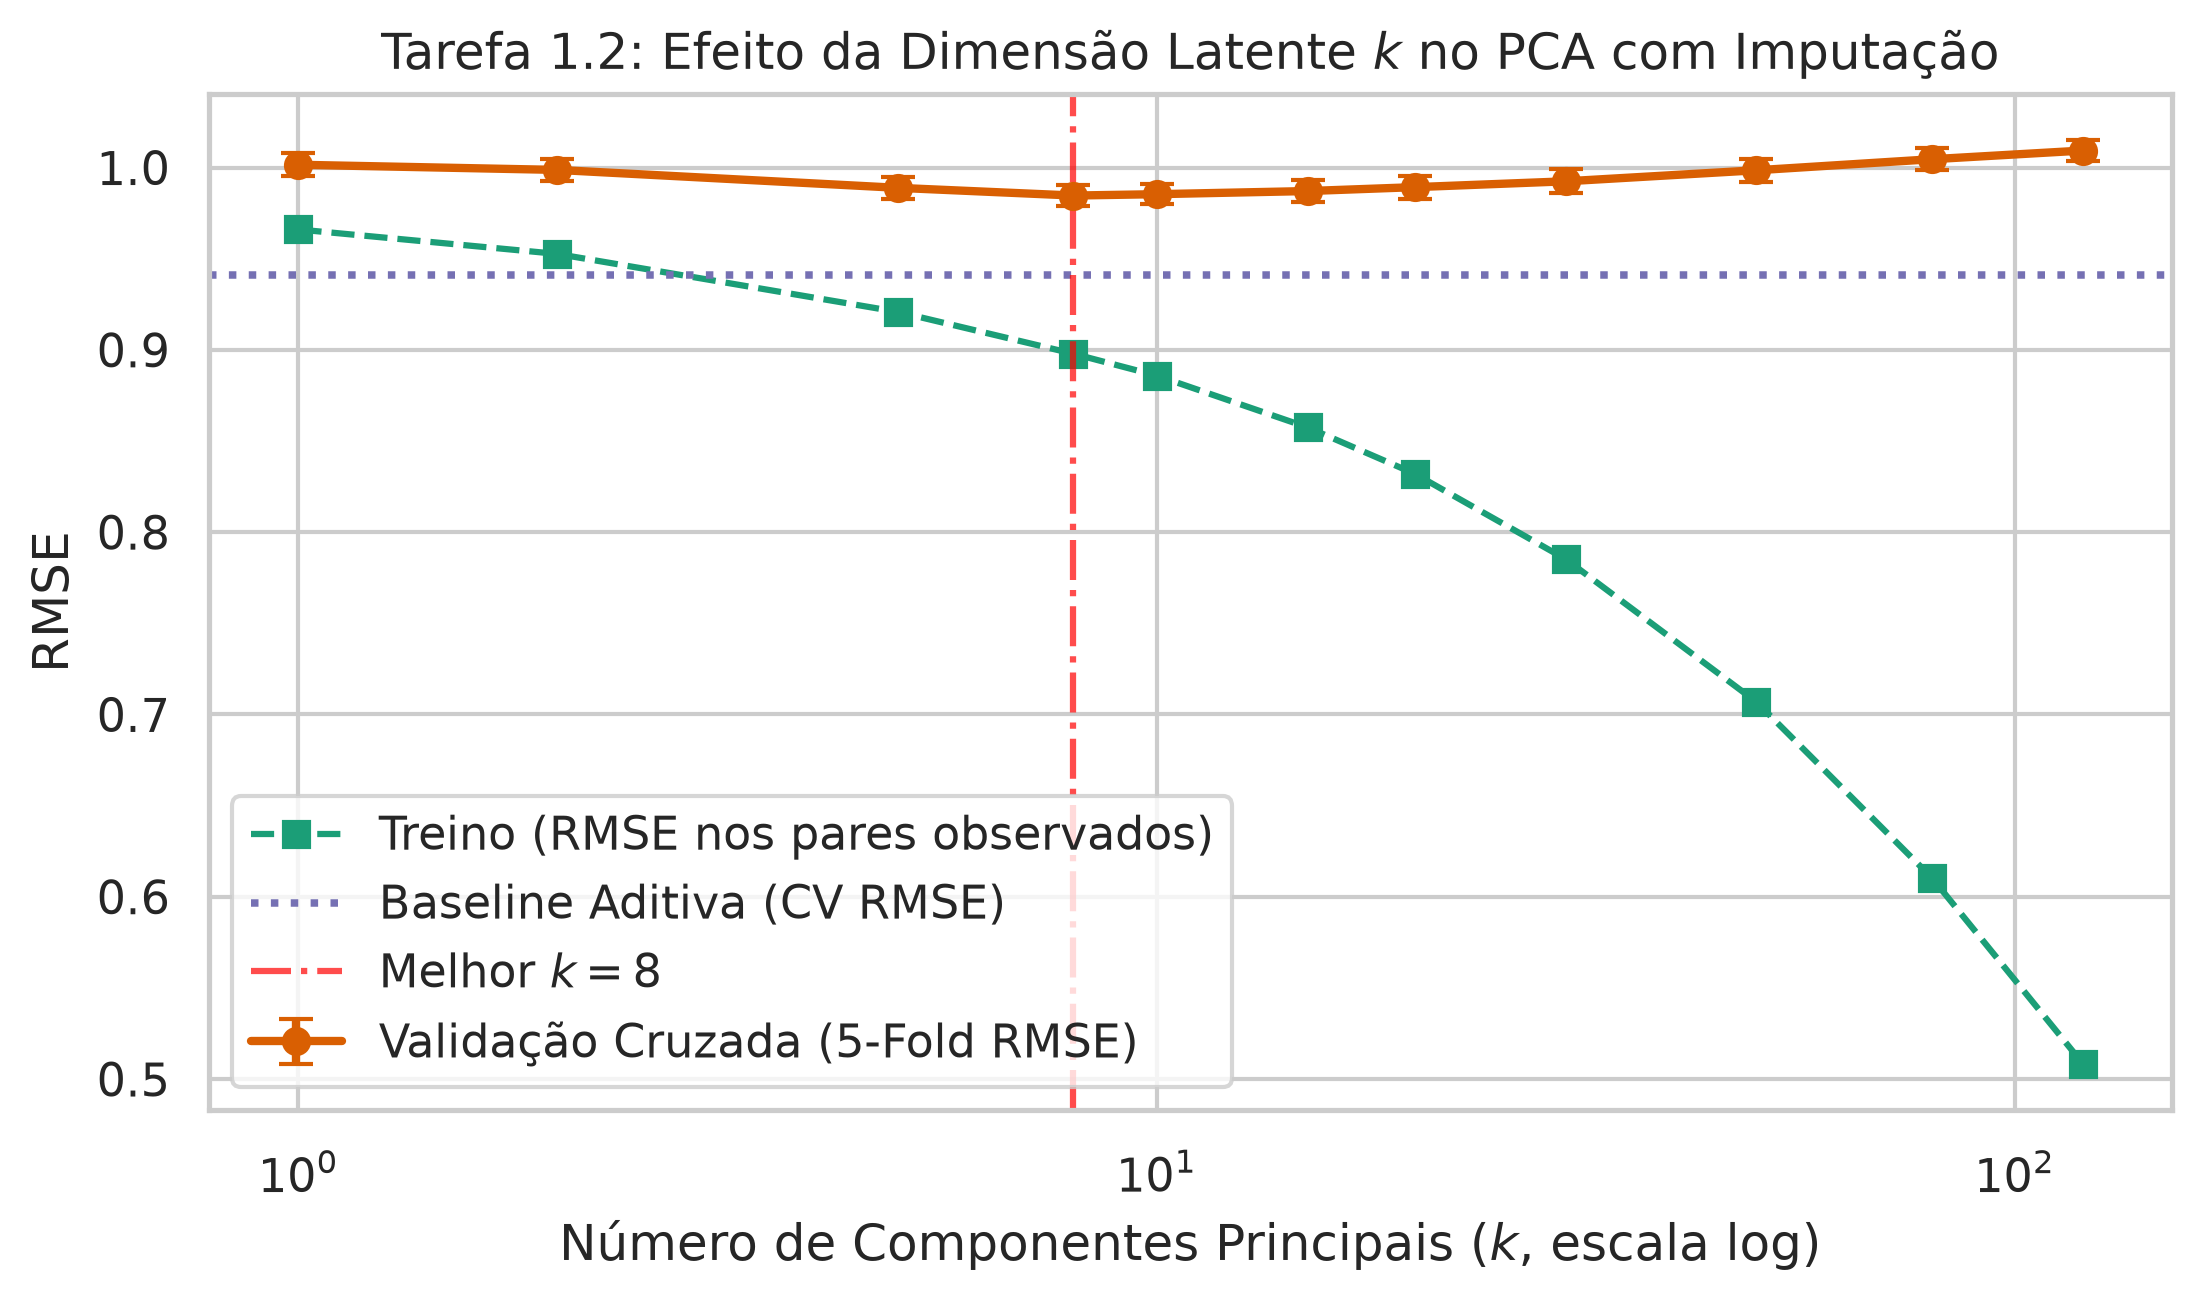 Tarefa 1.2: Efeito da Dimensão Latente k no PCA com Imputação
RMSE
1.0
0.9
0.8
0.7
0.6
0.5
Treino (RMSE nos pares observados)
Baseline Aditiva (CV RMSE)
Melhor k = 8
Validação Cruzada (5-Fold RMSE)
10⁰ 10¹ 10²
Número de Componentes Principais (k, escala log)